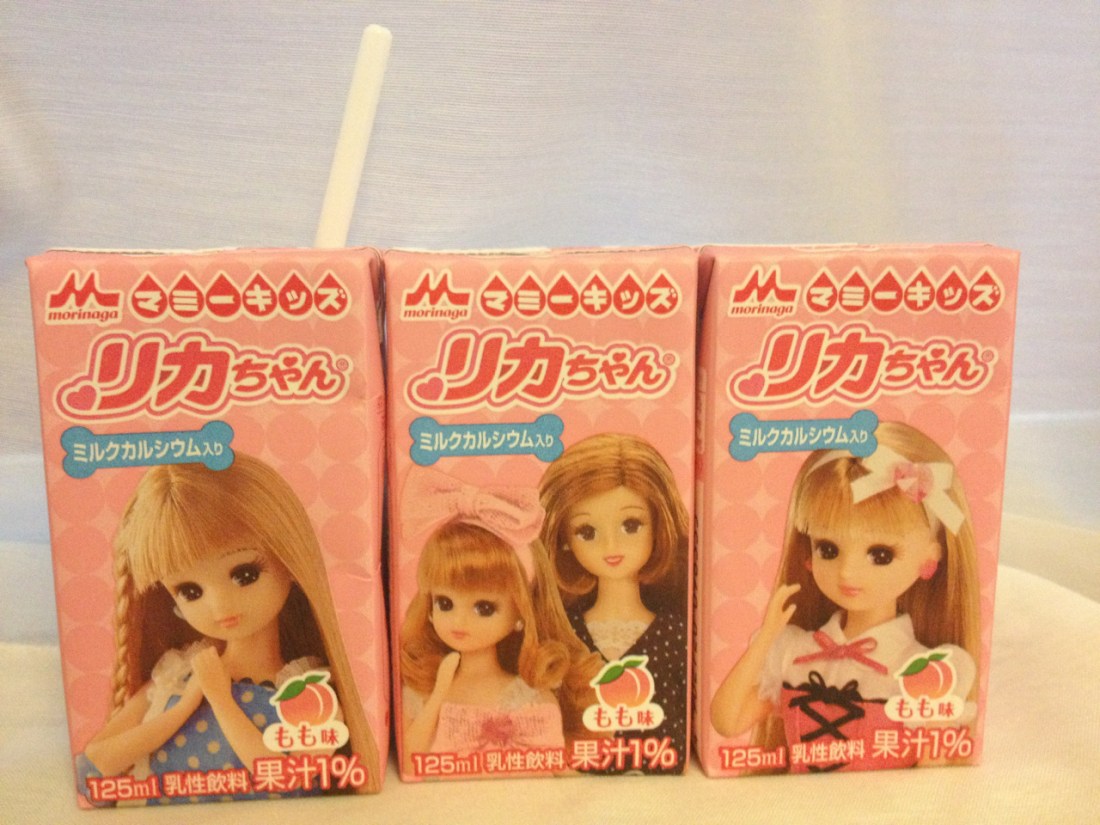 morinaga マミーキッズ
リカちゃん®
ミルクカルシウム入り
もも味
125ml 乳性飲料 果汁1%
morinaga マミーキッズ
リカちゃん®
ミルクカルシウム入り
もも味
125ml 乳性飲料 果汁1%
morinaga マミーキッズ
リカちゃん®
ミルクカルシウム入り
もも味
125ml 乳性飲料 果汁1%